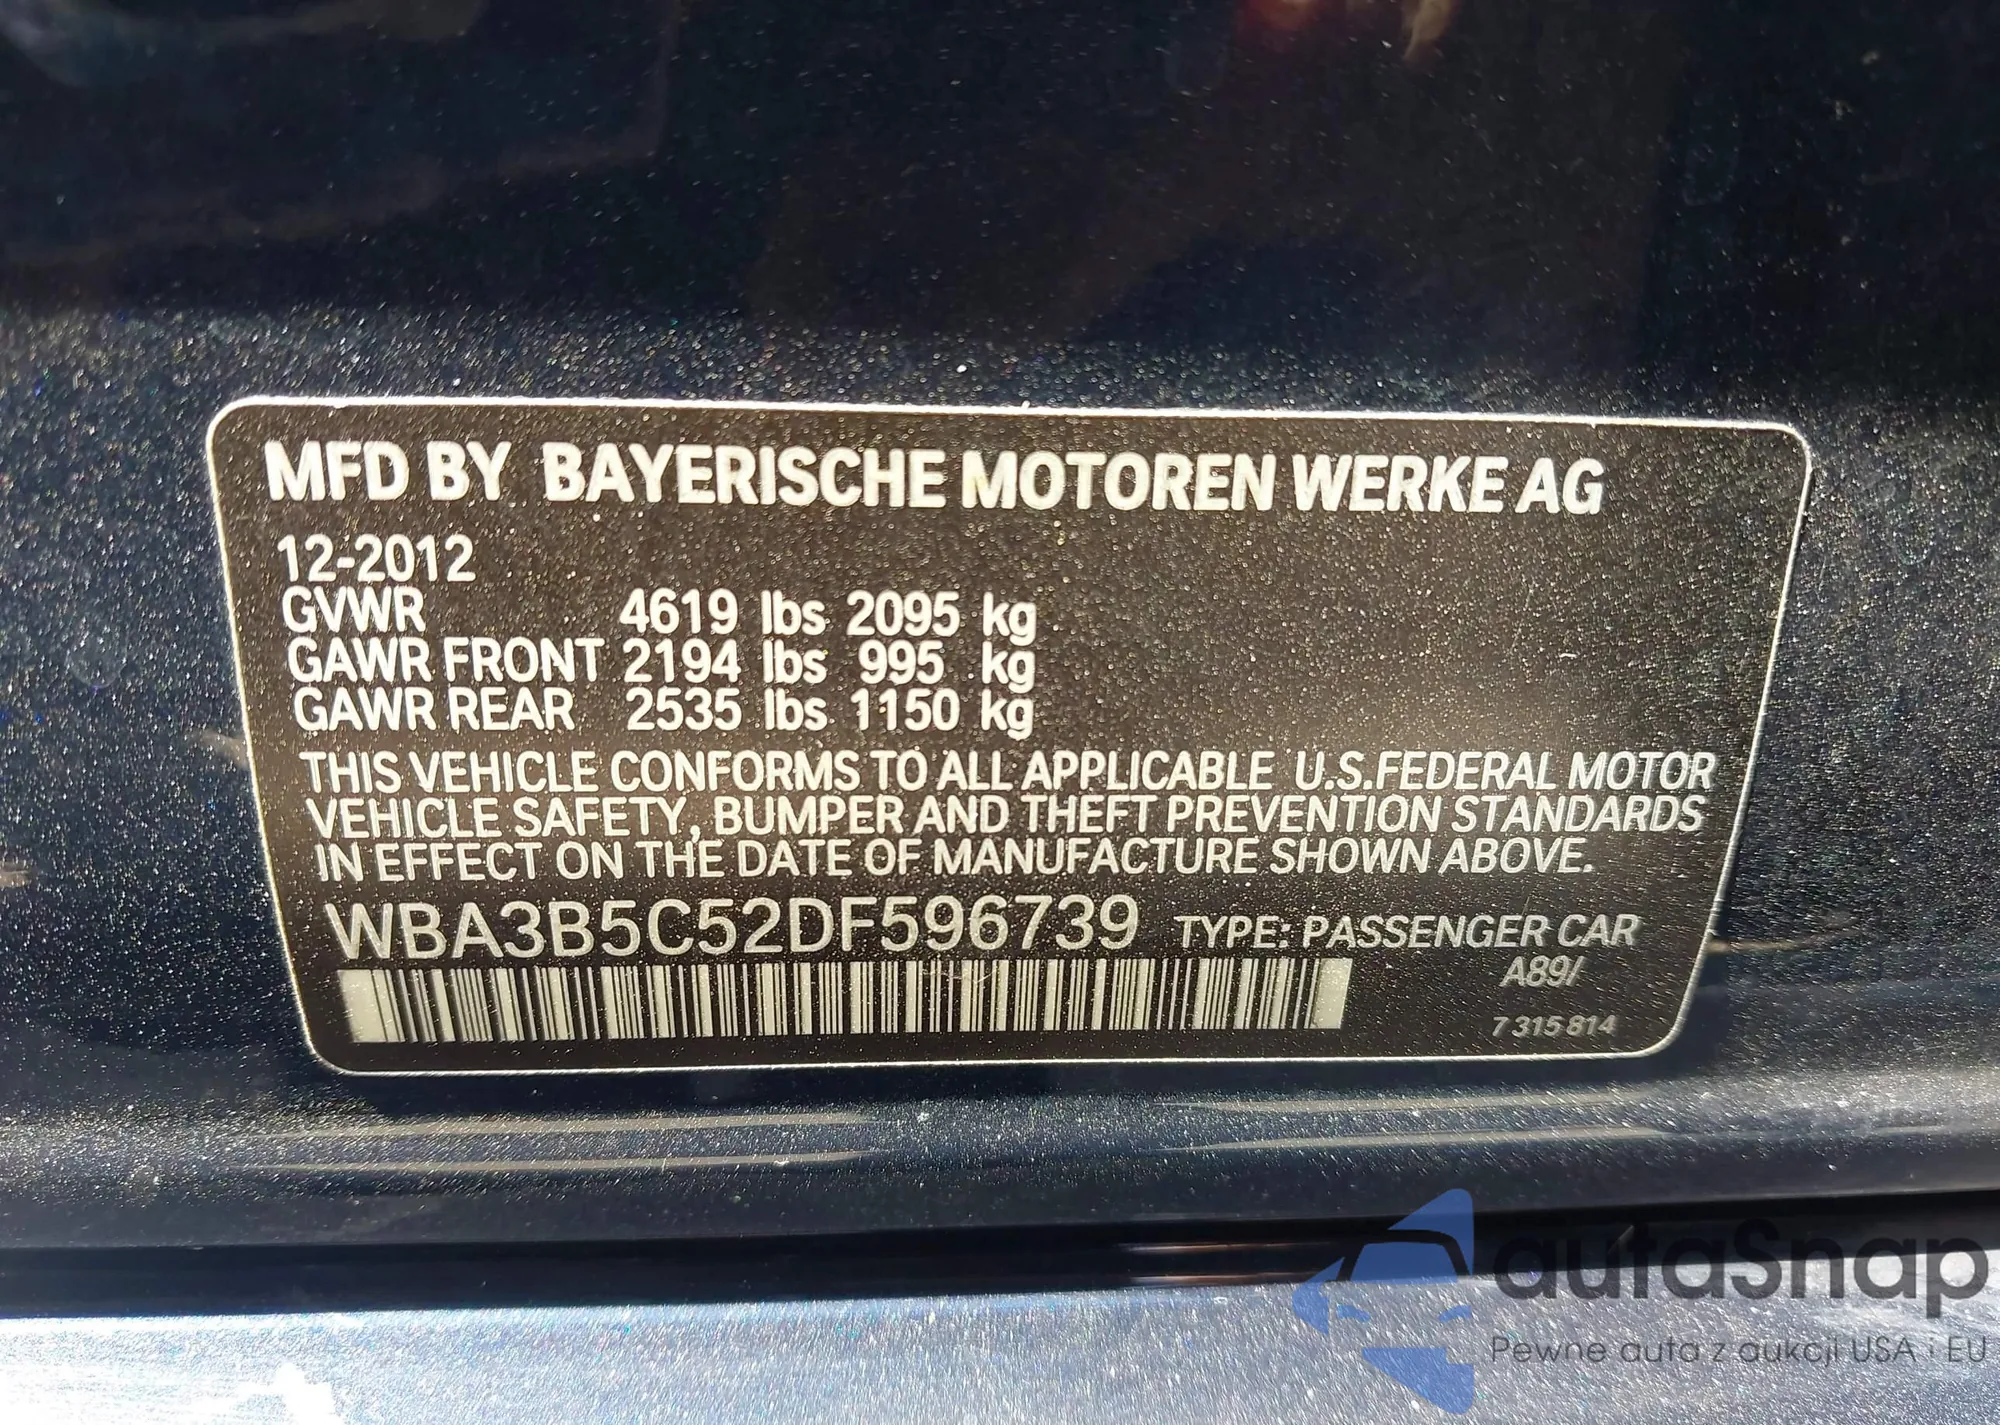 MFD BY BAYERISCHE MOTOREN WERKE AG
12-2012
GVWR 4619 lbs 2095 kg
GAWR FRONT 2194 lbs 995 kg
GAWR REAR 2535 lbs 1150 kg
THIS VEHICLE CONFORMS TO ALL APPLICABLE U.S.FEDERAL MOTOR
VEHICLE SAFETY, BUMPER AND THEFT PREVENTION STANDARDS
IN EFFECT ON THE DATE OF MANUFACTURE SHOWN ABOVE.
WBA3B5C52DF596739 TYPE: PASSENGER CAR
A89/
7 315 814
autaSnap
Pewne auta z aukcji USA i EU